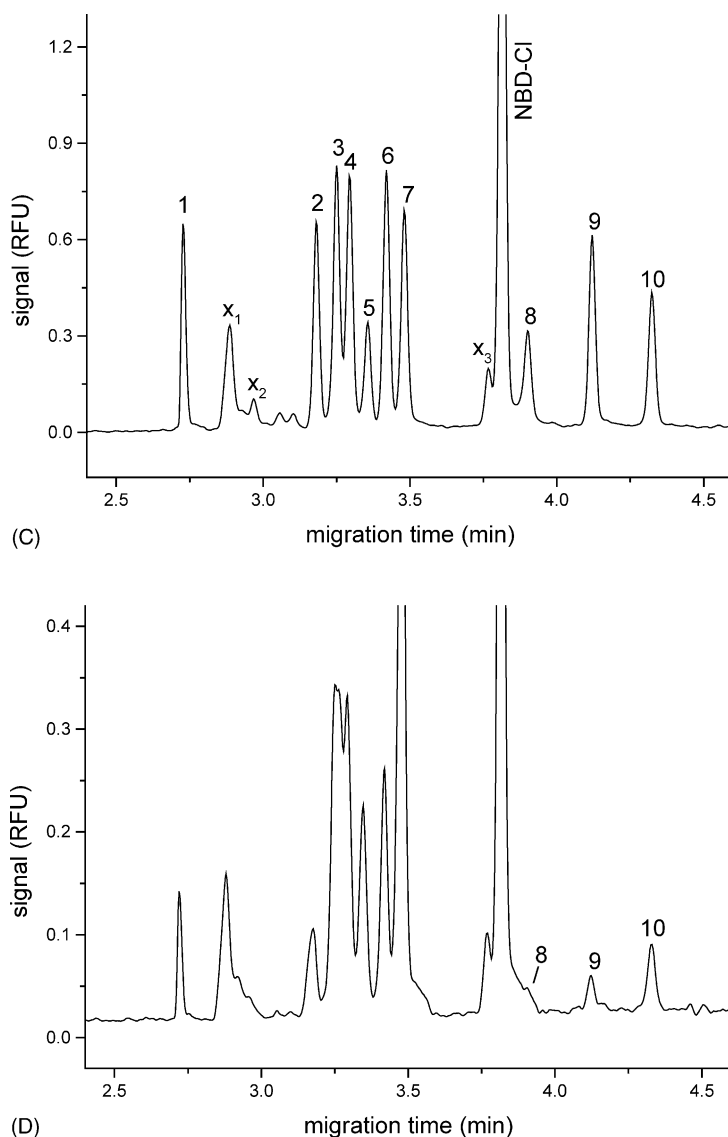 1.2
0.9
0.6
0.3
0.0
signal (RFU)
1
x1
x2
2
3
4
5
6
7
x3
NBD-Cl
8
9
10
2.5 3.0 3.5 4.0 4.5
(C) migration time (min)
0.4
0.3
0.2
0.1
0.0
signal (RFU)
8
9
10
2.5 3.0 3.5 4.0 4.5
(D) migration time (min)